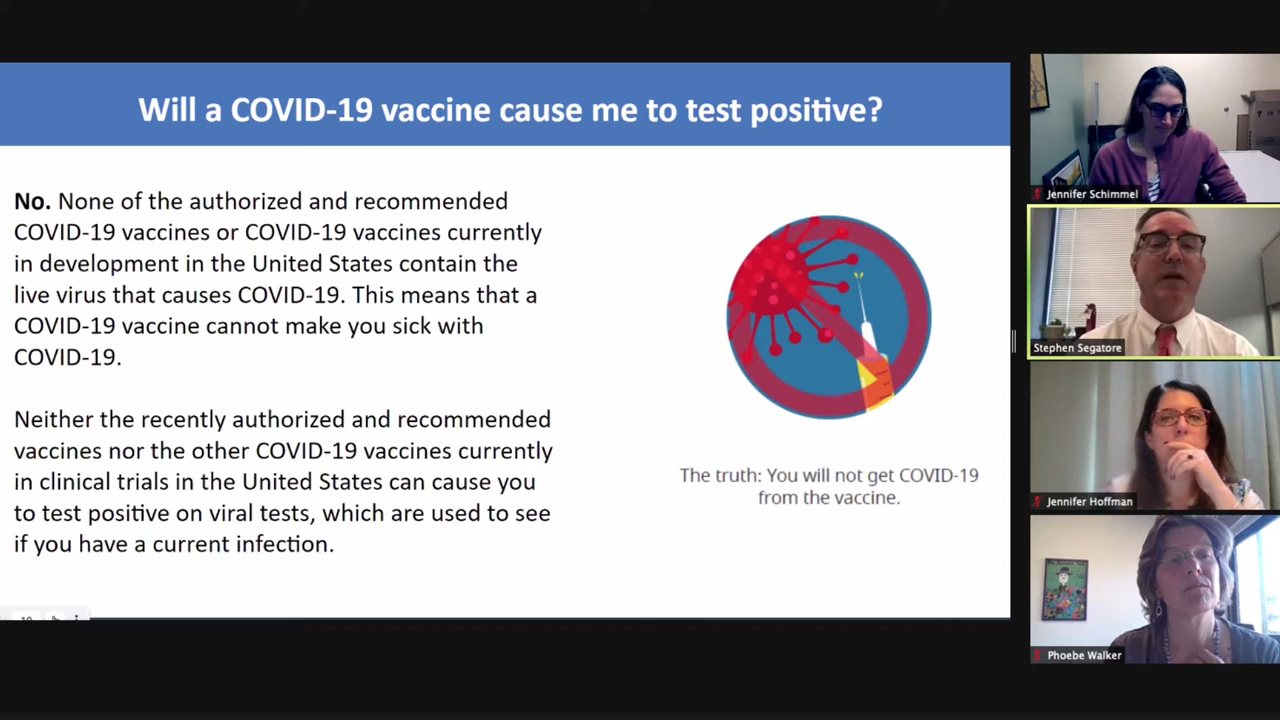 Will a COVID-19 vaccine cause me to test positive?
No. None of the authorized and recommended
COVID-19 vaccines or COVID-19 vaccines currently
in development in the United States contain the
live virus that causes COVID-19. This means that a
COVID-19 vaccine cannot make you sick with
COVID-19.
Neither the recently authorized and recommended
vaccines nor the other COVID-19 vaccines currently
in clinical trials in the United States can cause you
to test positive on viral tests, which are used to see
if you have a current infection.
The truth: You will not get COVID-19
from the vaccine.
Jennifer Schimmel
Stephen Segatore
Jennifer Hoffman
Phoebe Walker